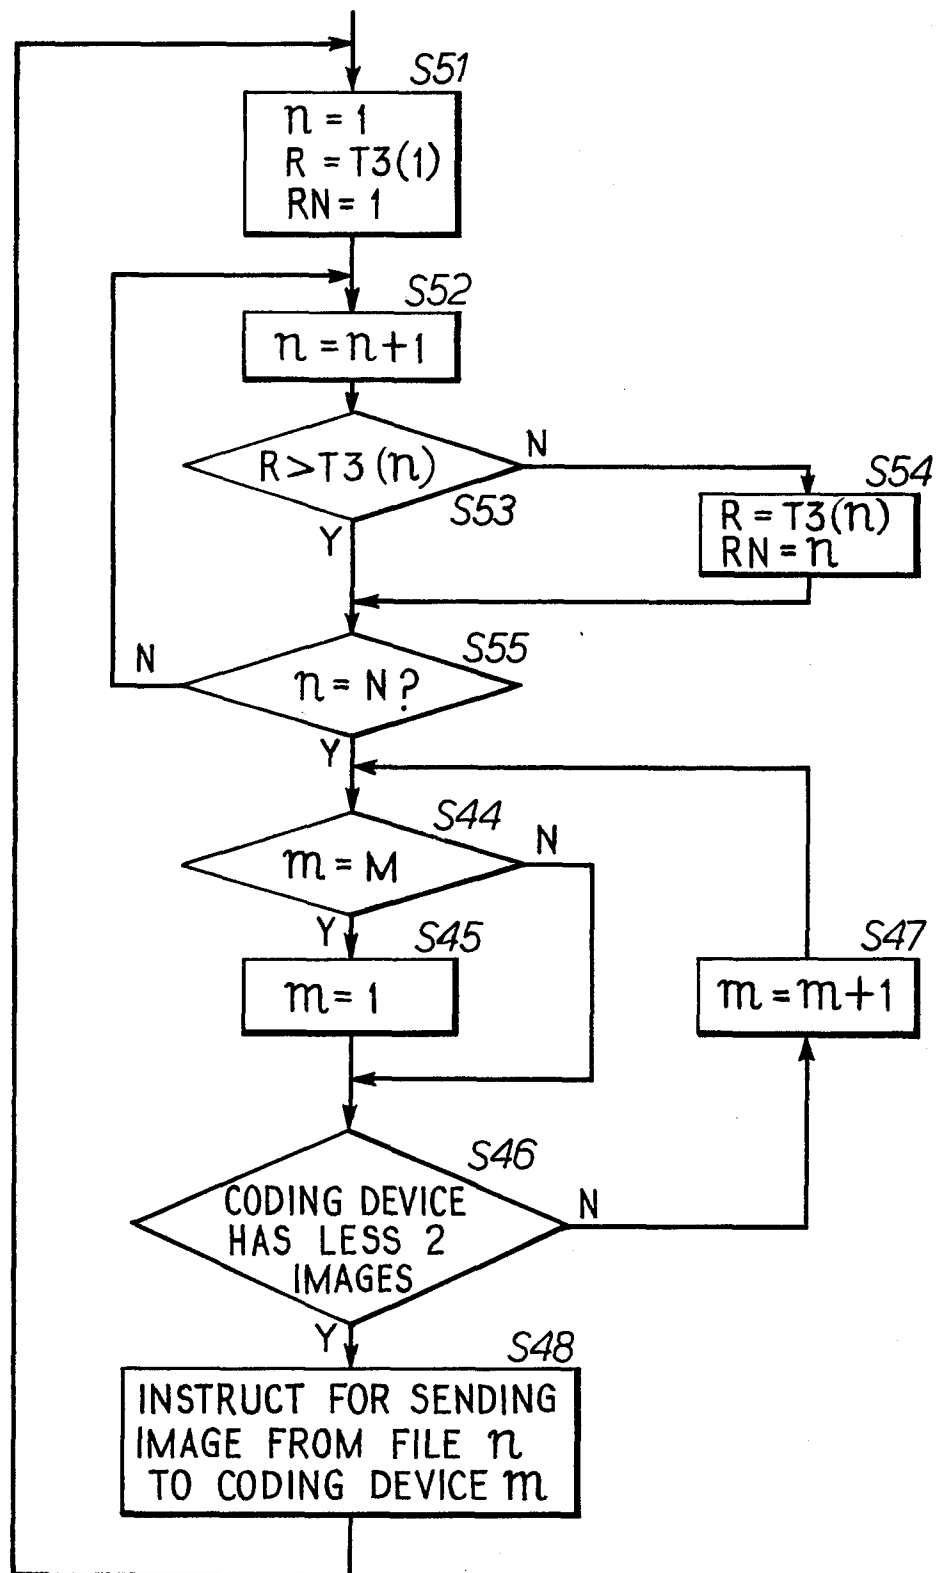 S51
n = 1
R = T3(1)
RN = 1
S52
n = n+1
R > T3(n)
N
S53
Y
S54
R = T3(n)
RN = n
S55
n = N?
N
Y
S44
m = M
N
Y
S45
m = 1
S47
m = m+1
S46
CODING DEVICE
HAS LESS 2
IMAGES
N
Y
S48
INSTRUCT FOR SENDING
IMAGE FROM FILE n
TO CODING DEVICE m